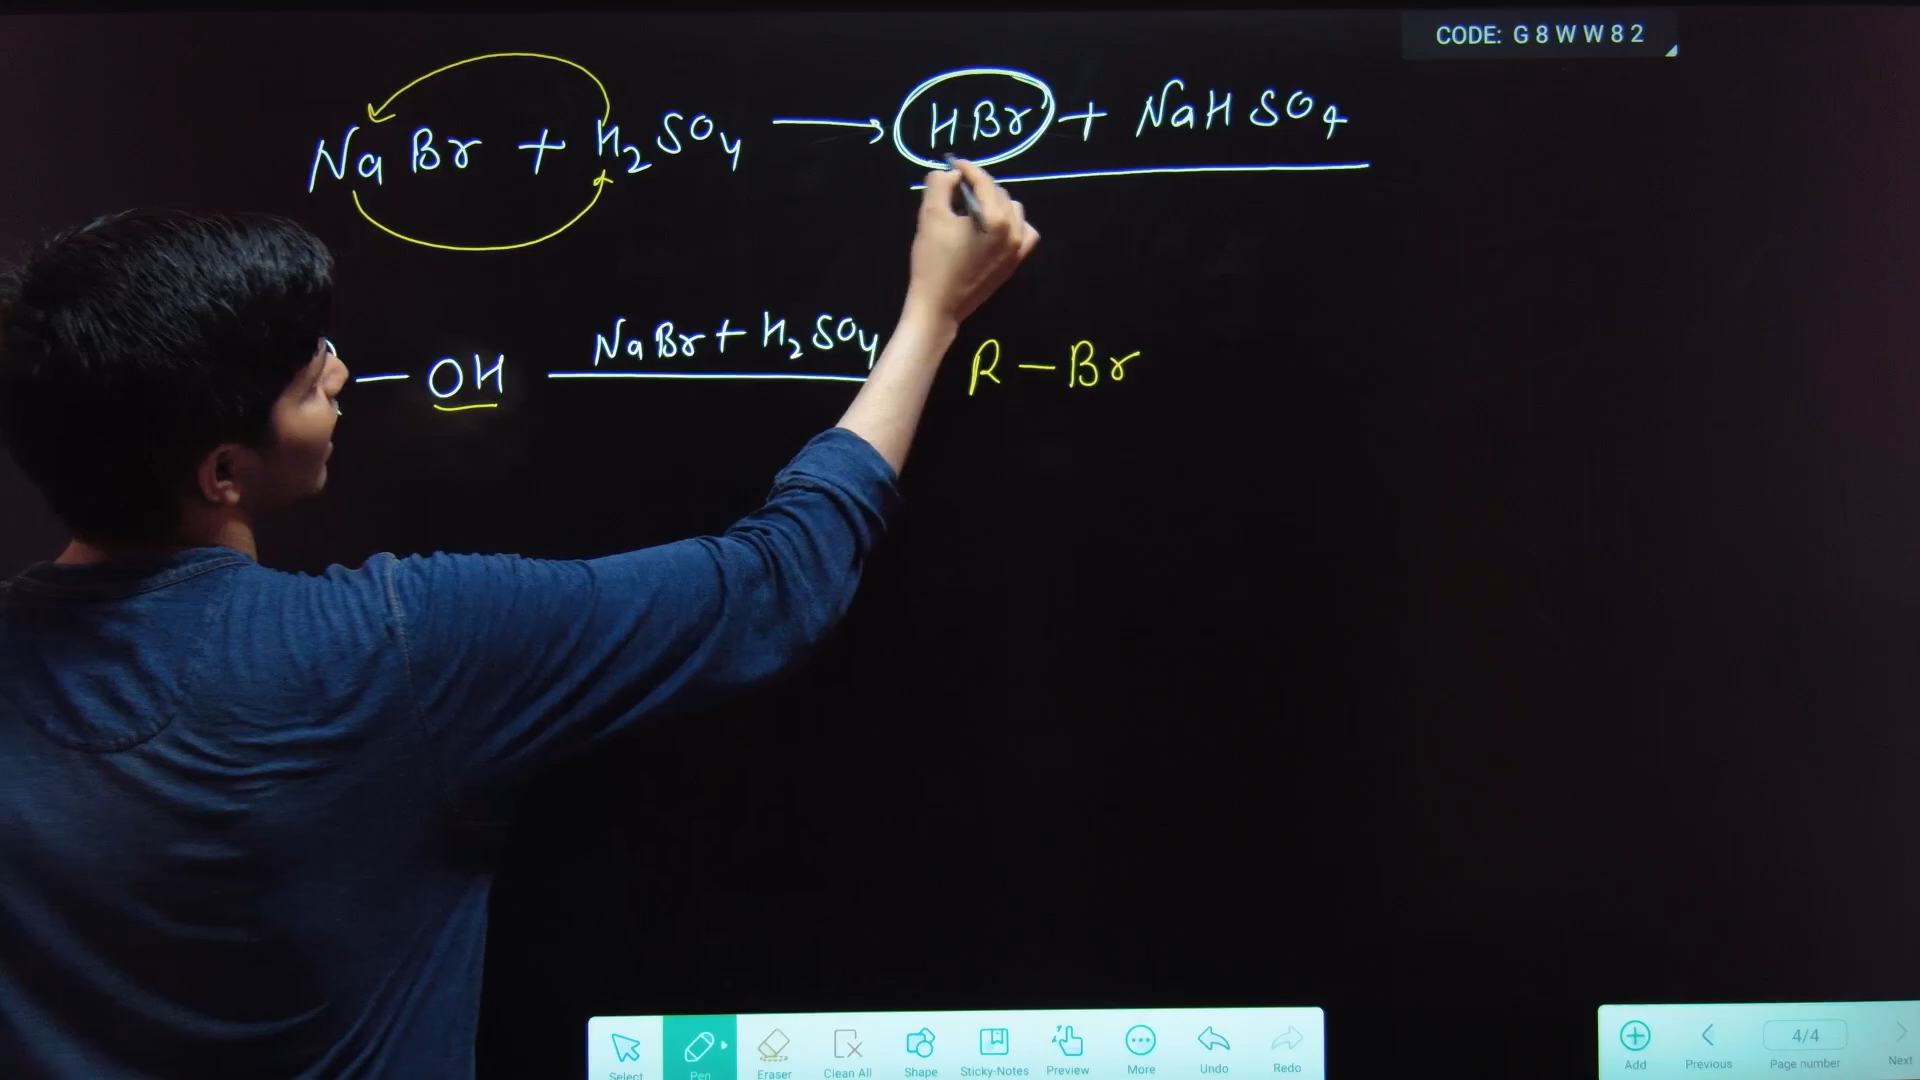 CODE: G8WW82
NaBr + H₂SO₄ → HBr + NaHSO₄
NaBr + H₂SO₄
— OH R – Br
Select Pen Eraser Clean All Shape Sticky-Notes Preview More Undo Redo
4/4
Add Previous Page number Next